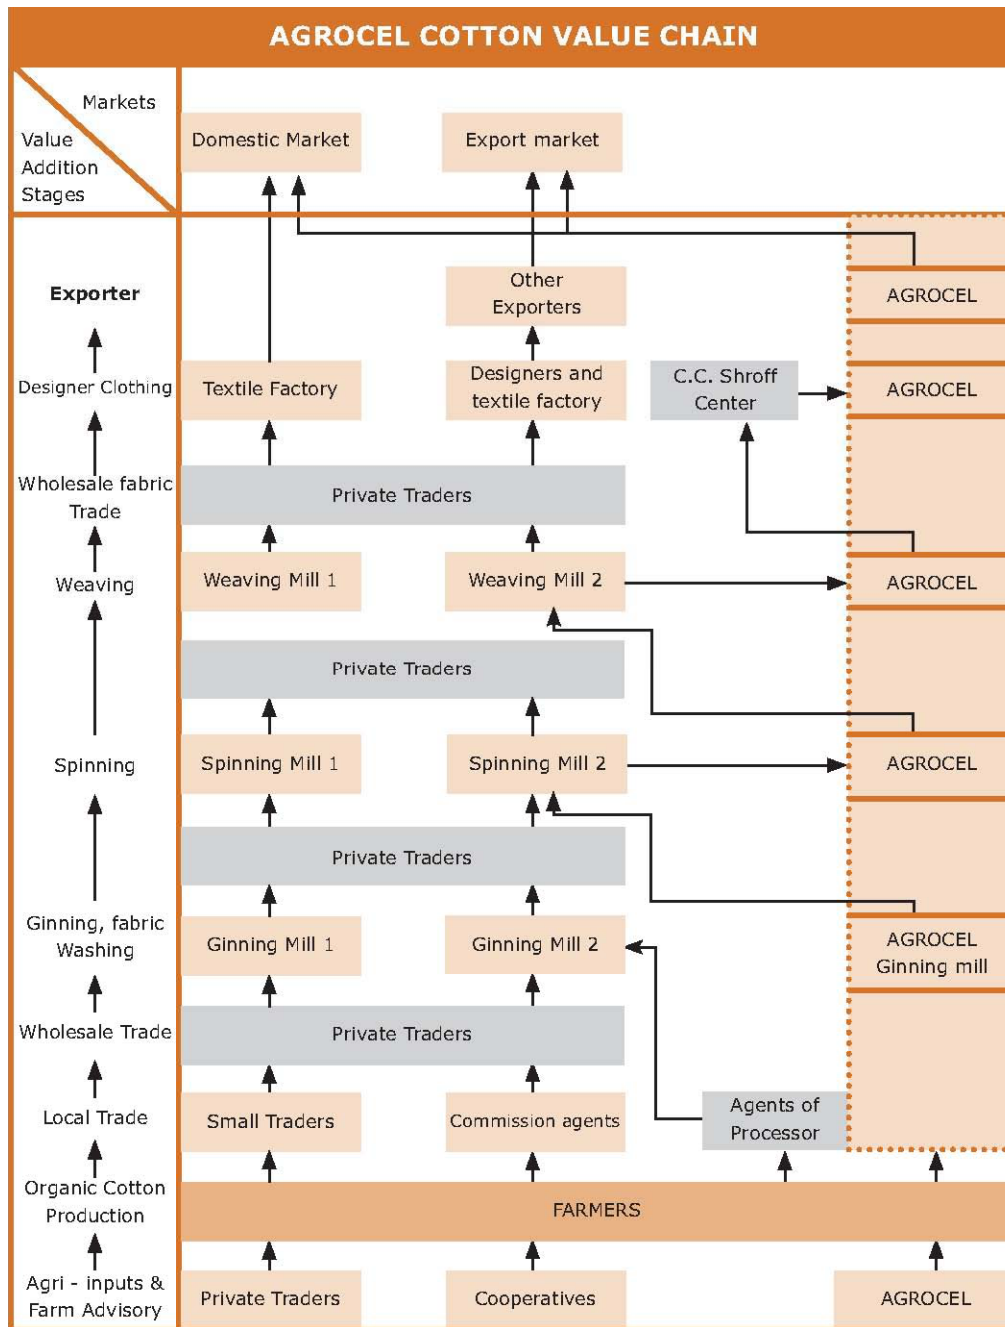 AGROCEL COTTON VALUE CHAIN
Markets
Value
Addition
Stages
Domestic Market
Export market
Exporter
Other
Exporters
AGROCEL
Designer Clothing
Textile Factory
Designers and
textile factory
C.C. Shroff
Center
AGROCEL
Wholesale fabric
Trade
Private Traders
Weaving
Weaving Mill 1
Weaving Mill 2
AGROCEL
Private Traders
Spinning
Spinning Mill 1
Spinning Mill 2
AGROCEL
Private Traders
Ginning, fabric
Washing
Ginning Mill 1
Ginning Mill 2
AGROCEL
Ginning mill
Wholesale Trade
Private Traders
Local Trade
Small Traders
Commission agents
Agents of
Processor
Organic Cotton
Production
FARMERS
Agri - inputs &
Farm Advisory
Private Traders
Cooperatives
AGROCEL